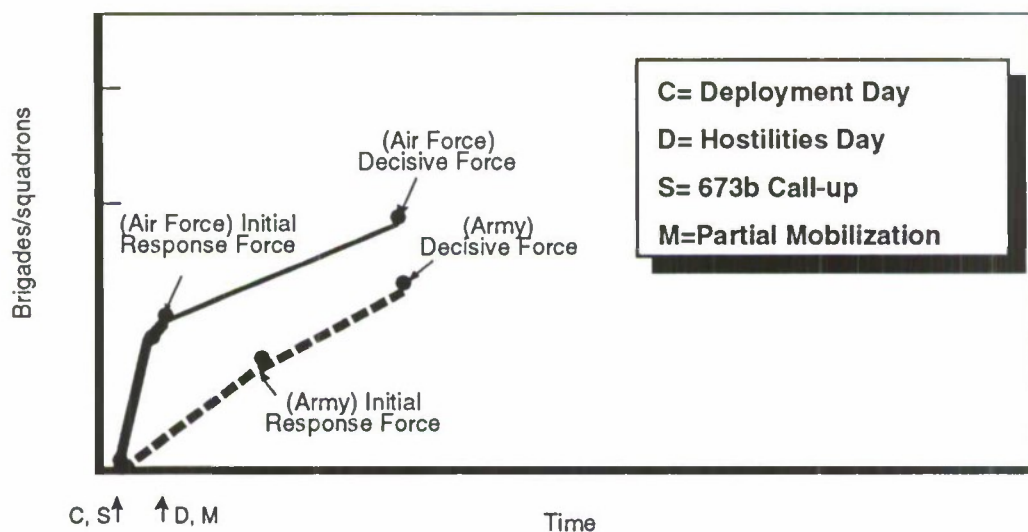 Brigades/squadrons
(Air Force)
Decisive Force
(Air Force) Initial
Response Force
(Army)
Decisive Force
(Army) Initial
Response Force
C= Deployment Day
D= Hostilities Day
S= 673b Call-up
M=Partial Mobilization
C, S
D, M
Time